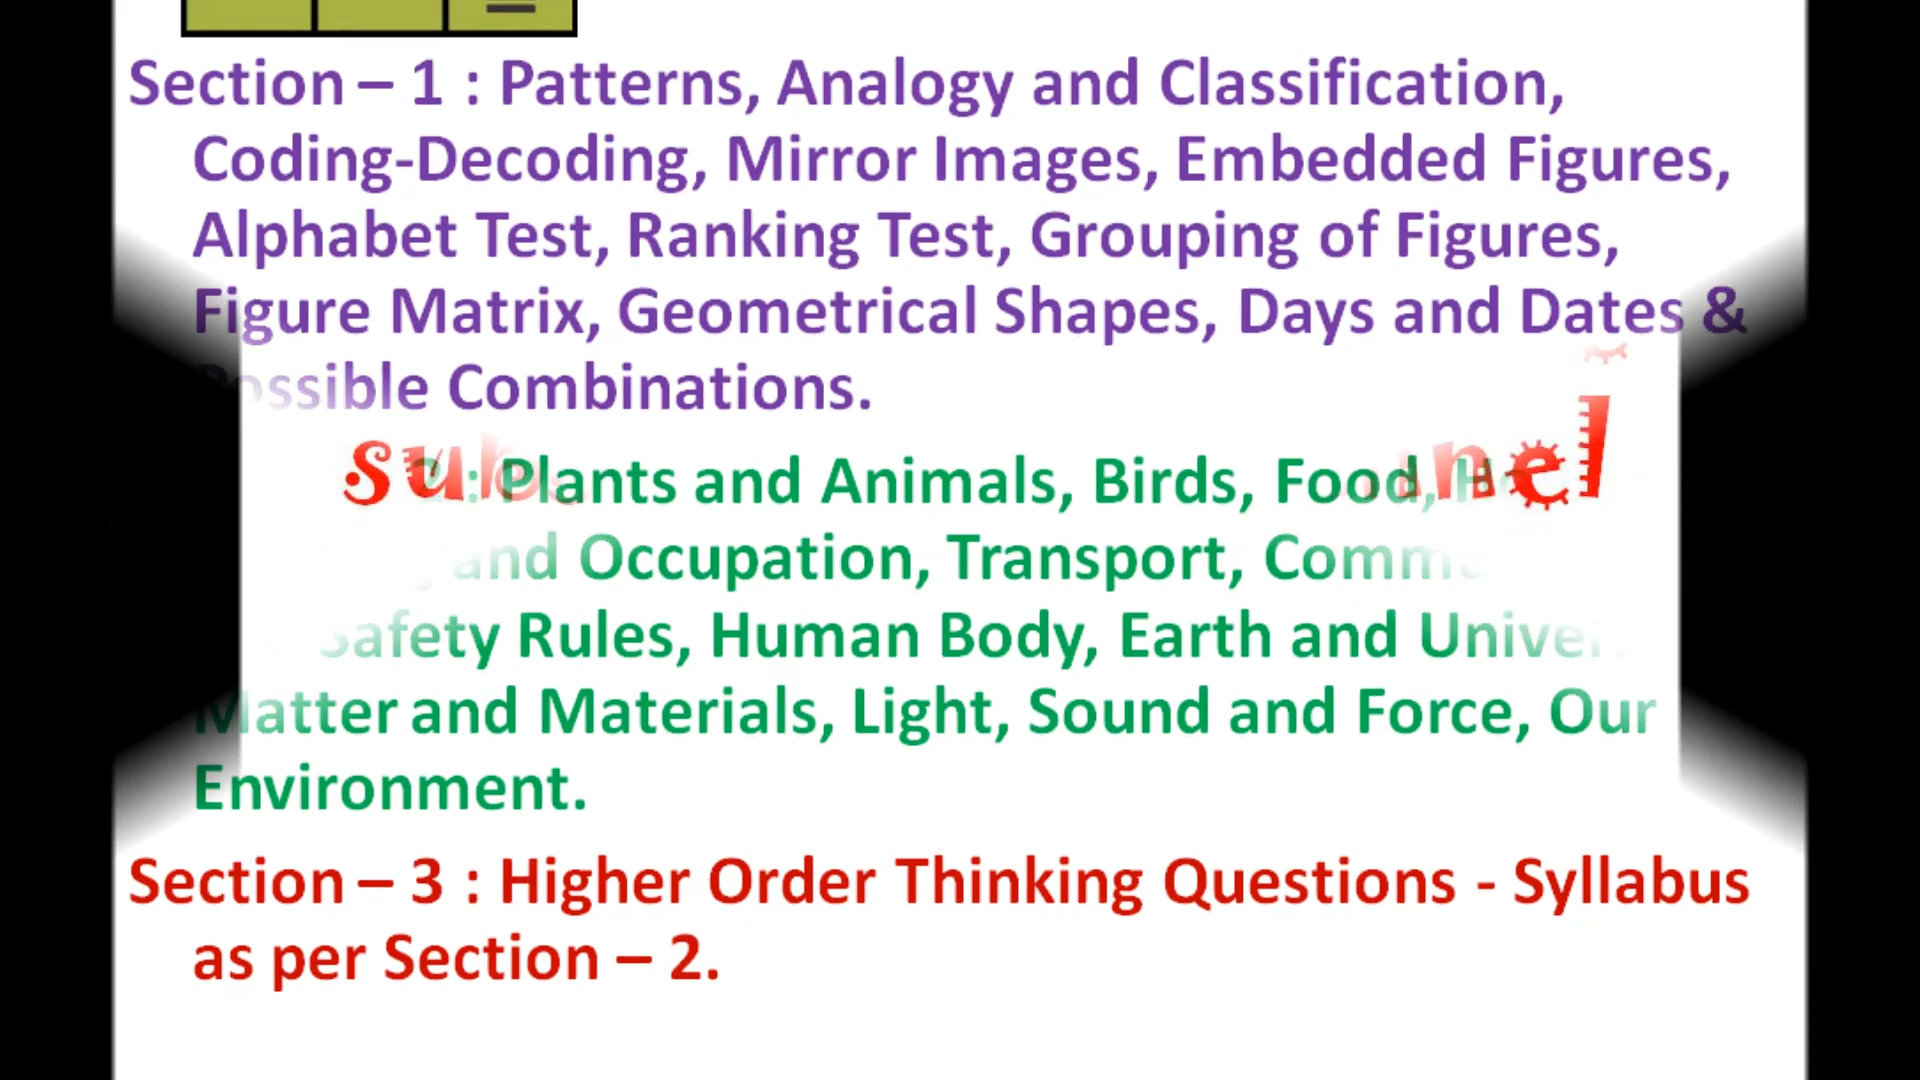 Section – 1 : Patterns, Analogy and Classification,
Coding-Decoding, Mirror Images, Embedded Figures,
Alphabet Test, Ranking Test, Grouping of Figures,
Figure Matrix, Geometrical Shapes, Days and Dates &
Possible Combinations.
: Plants and Animals, Birds, Food,
and Occupation, Transport,
Safety Rules, Human Body, Earth and
Matter and Materials, Light, Sound and Force, Our
Environment.
Section – 3 : Higher Order Thinking Questions - Syllabus
as per Section – 2.